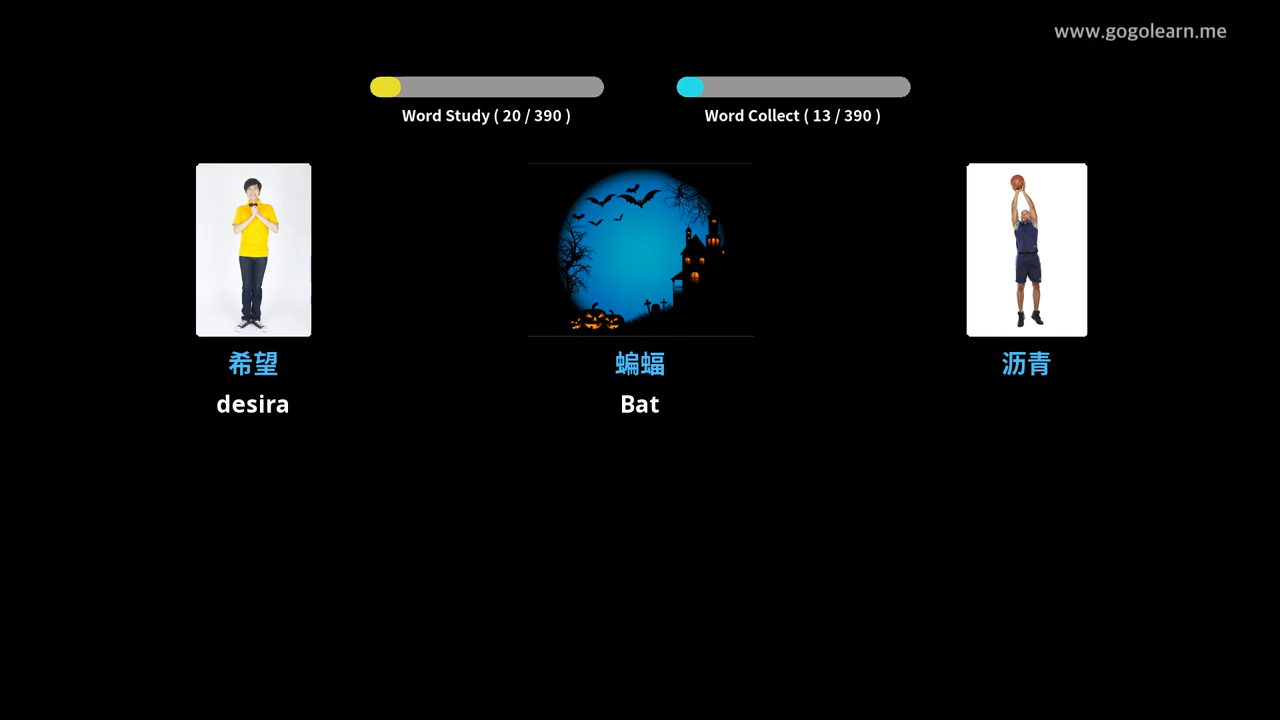 www.gogolearn.me
Word Study ( 20 / 390 )
Word Collect ( 13 / 390 )
希望
desira
蝙蝠
Bat
沥青